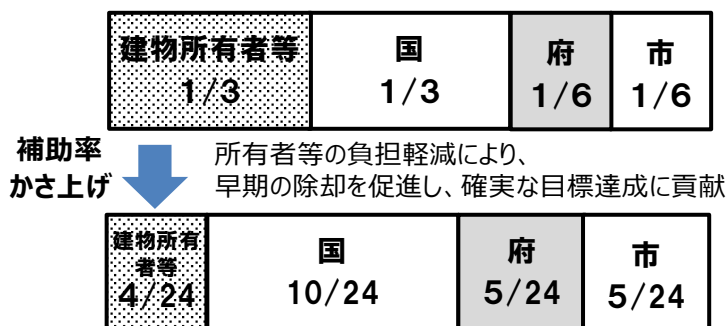 建物所有者等 国 府 市
1/3 1/3 1/6 1/6
補助率
かさ上げ
所有者等の負担軽減により、
早期の除却を促進し、確実な目標達成に貢献
建物所有
者等
国 府 市
4/24 10/24 5/24 5/24